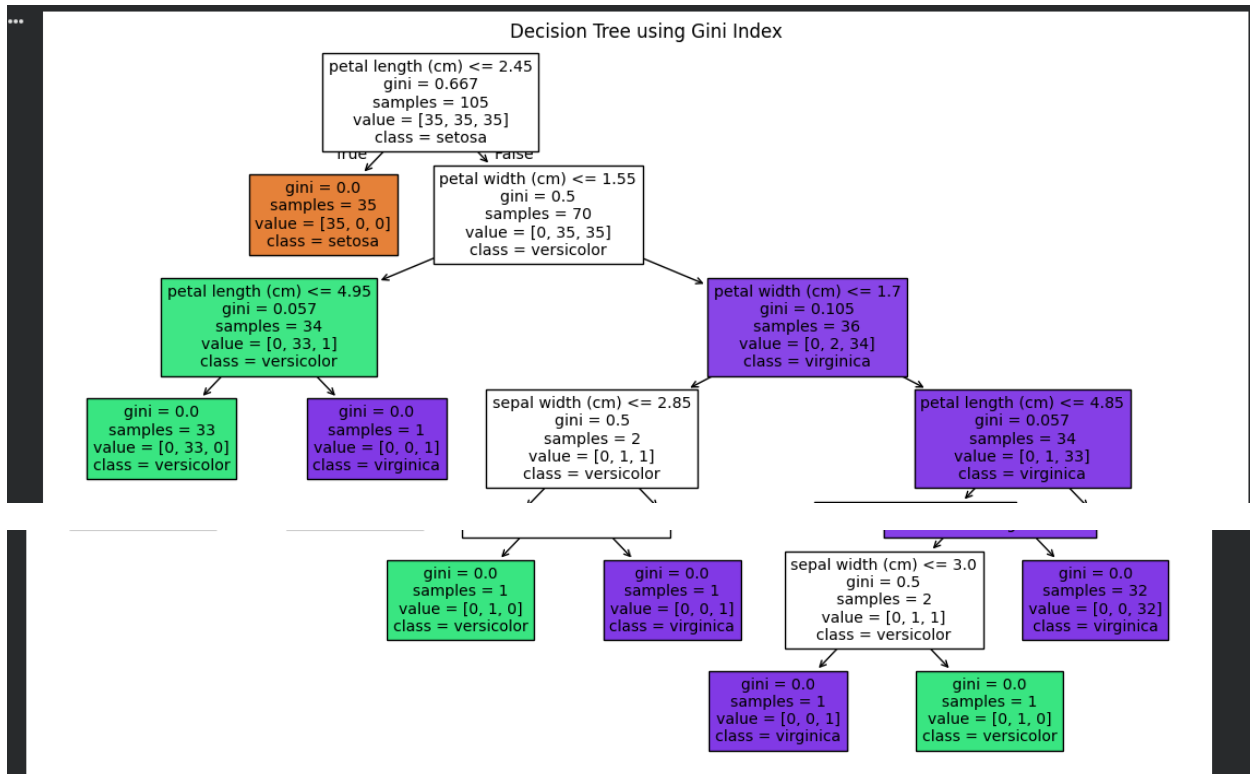 Decision Tree using Gini Index
petal length (cm) <= 2.45
gini = 0.667
samples = 105
value = [35, 35, 35]
class = setosa
True
False
gini = 0.0
samples = 35
value = [35, 0, 0]
class = setosa
petal width (cm) <= 1.55
gini = 0.5
samples = 70
value = [0, 35, 35]
class = versicolor
petal length (cm) <= 4.95
gini = 0.057
samples = 34
value = [0, 33, 1]
class = versicolor
petal width (cm) <= 1.7
gini = 0.105
samples = 36
value = [0, 2, 34]
class = virginica
gini = 0.0
samples = 33
value = [0, 33, 0]
class = versicolor
gini = 0.0
samples = 1
value = [0, 0, 1]
class = virginica
sepal width (cm) <= 2.85
gini = 0.5
samples = 2
value = [0, 1, 1]
class = versicolor
petal length (cm) <= 4.85
gini = 0.057
samples = 34
value = [0, 1, 33]
class = virginica
gini = 0.0
samples = 1
value = [0, 1, 0]
class = versicolor
gini = 0.0
samples = 1
value = [0, 0, 1]
class = virginica
sepal width (cm) <= 3.0
gini = 0.5
samples = 2
value = [0, 1, 1]
class = versicolor
gini = 0.0
samples = 32
value = [0, 0, 32]
class = virginica
gini = 0.0
samples = 1
value = [0, 0, 1]
class = virginica
gini = 0.0
samples = 1
value = [0, 1, 0]
class = versicolor